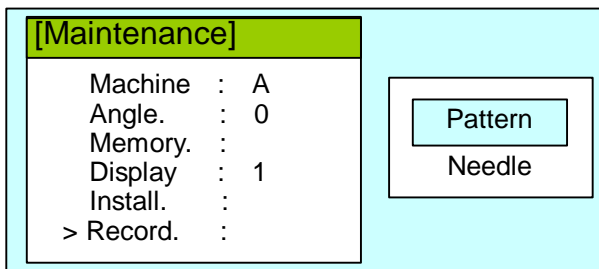 [Maintenance]
Machine : A
Angle. : 0
Memory. :
Display : 1
Install. :
> Record. :
Pattern
Needle